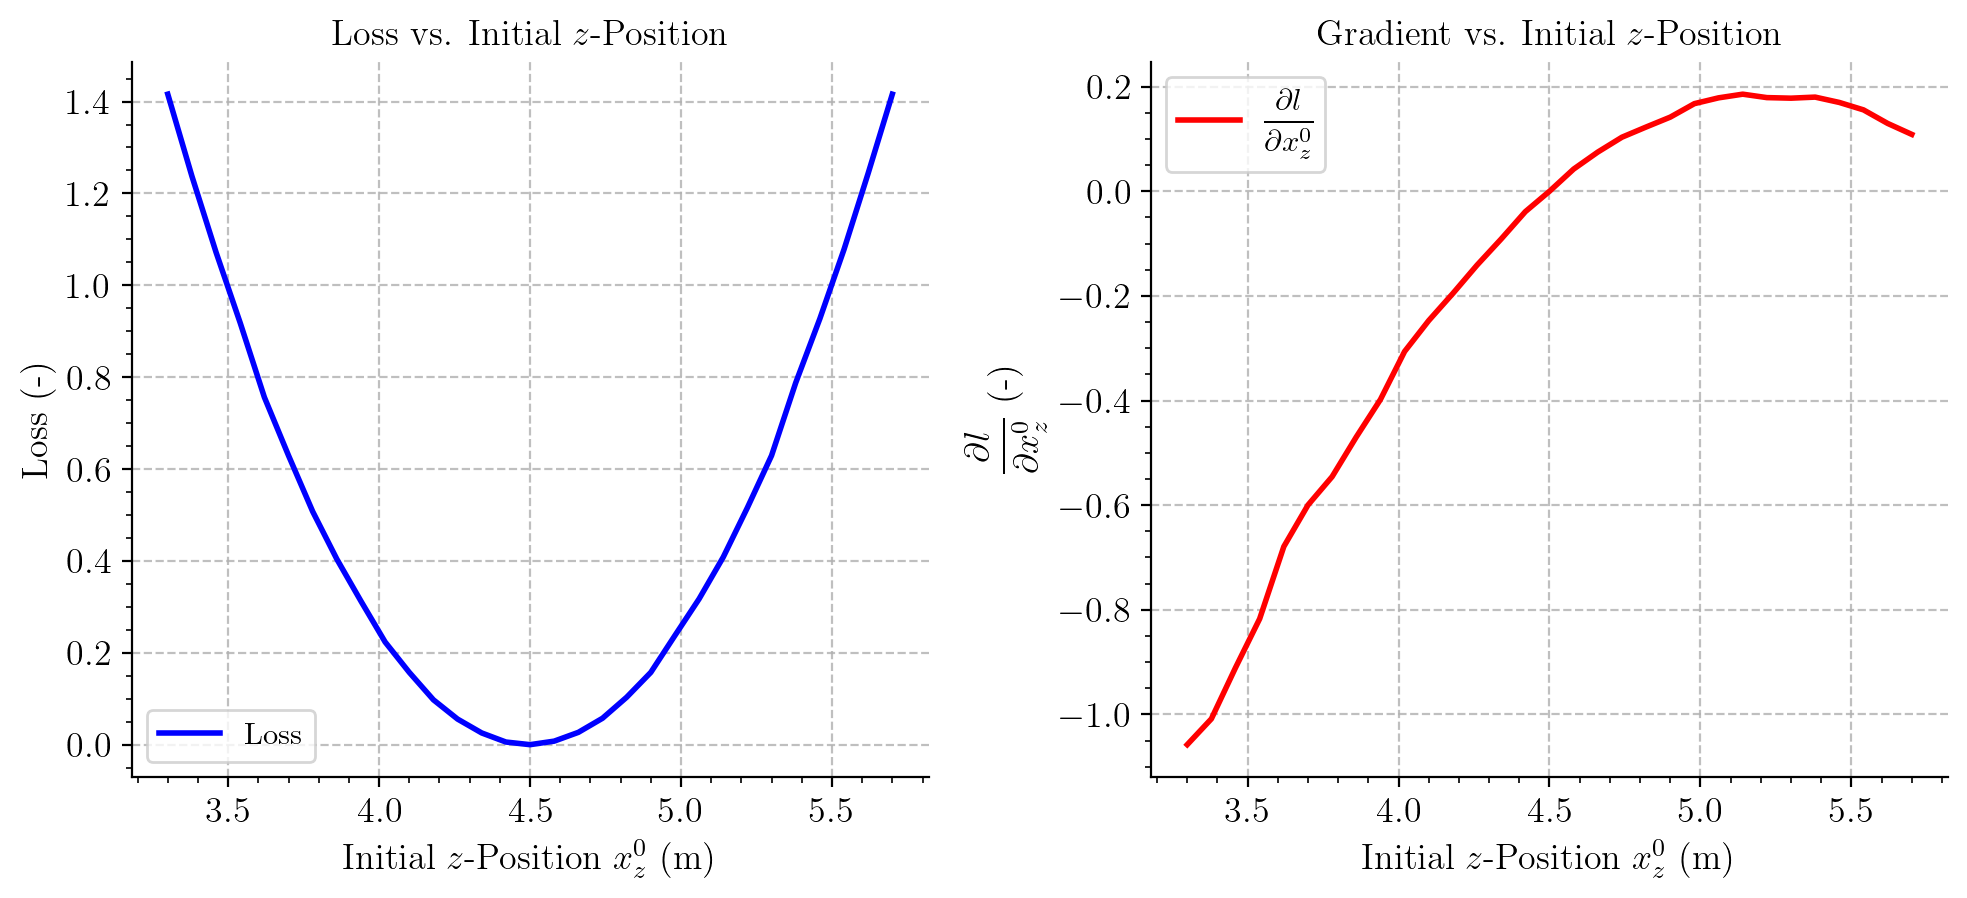 Loss vs. Initial z-Position
Loss (-)
1.4
1.2
1.0
0.8
0.6
0.4
0.2
0.0
Loss
3.5 4.0 4.5 5.0 5.5
Initial z-Position x_z^0 (m)
Gradient vs. Initial z-Position
∂l/∂x_z^0 (-)
0.2
0.0
−0.2
−0.4
−0.6
−0.8
−1.0
∂l/∂x_z^0
3.5 4.0 4.5 5.0 5.5
Initial z-Position x_z^0 (m)